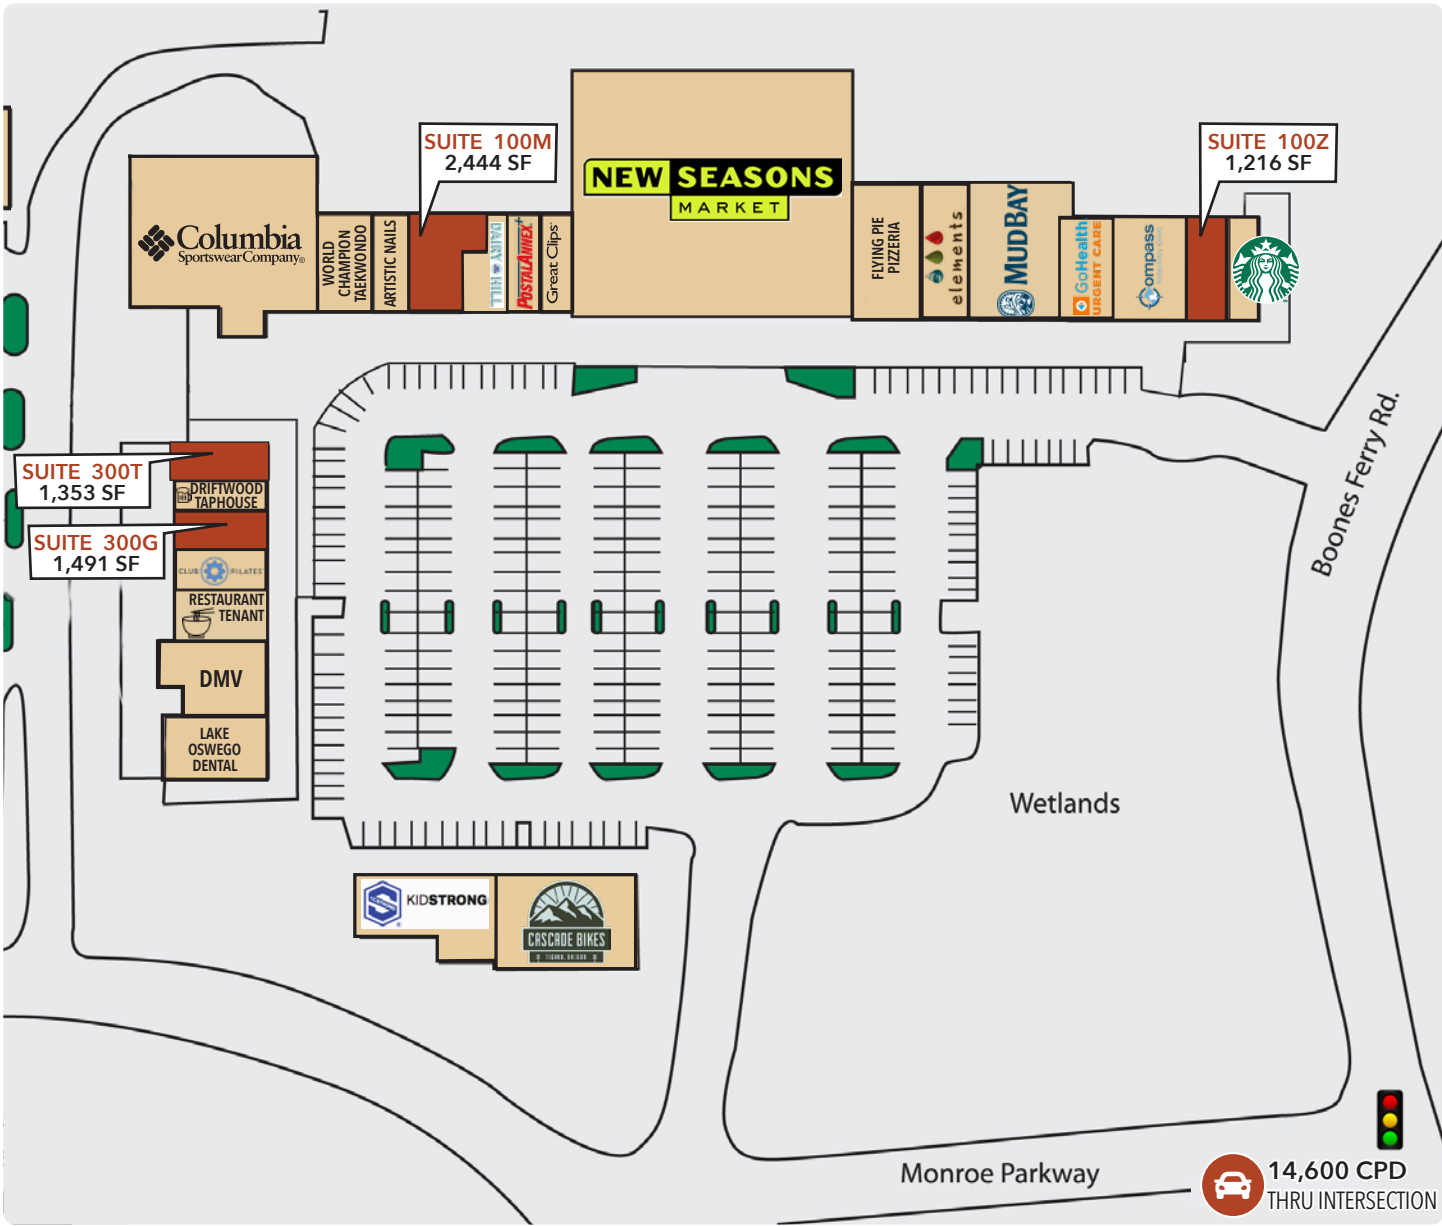 SUITE 100M
2,444 SF
SUITE 100Z
1,216 SF
Columbia
Sportswear Company®
WORLD
CHAMPION
TAEKWONDO
ARTISTIC NAILS
DAIRY HILL
POSTALANNEX+
Great Clips®
NEW SEASONS
MARKET
FLYING PIE
PIZZERIA
elements
MUDBAY
GoHealth
URGENT CARE
Compass
SUITE 300T
1,353 SF
DRIFTWOOD
TAPHOUSE
SUITE 300G
1,491 SF
CLUB PILATES
RESTAURANT
TENANT
DMV
LAKE
OSWEGO
DENTAL
Boones Ferry Rd.
Wetlands
KIDSTRONG
CASCADE BIKES
TIGARD, OREGON
Monroe Parkway
14,600 CPD
THRU INTERSECTION